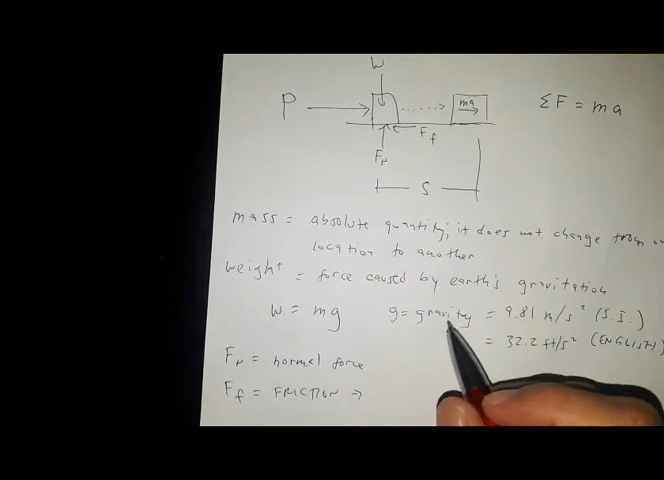 W
P
ma
ΣF = ma
Ff
FN
S
mass = absolute quantity; it does not change from
location to another
weight = force caused by earth's gravitation
W = mg g = gravity = 9.81 m/s² (S.I.)
= 32.2 ft/s² (ENGLISH)
FN = normal force
Ff = FRICTION ⇒